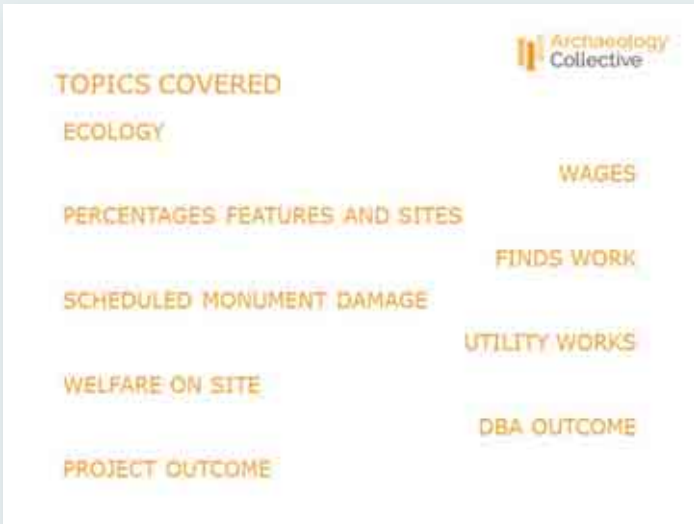 Archaeology
Collective
TOPICS COVERED
ECOLOGY
WAGES
PERCENTAGES FEATURES AND SITES
FINDS WORK
SCHEDULED MONUMENT DAMAGE
UTILITY WORKS
WELFARE ON SITE
DBA OUTCOME
PROJECT OUTCOME